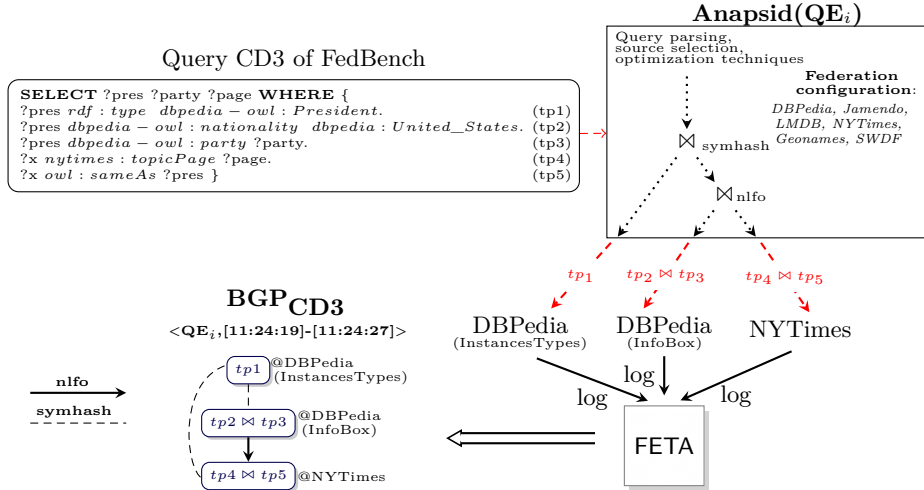 Anapsid(QEi)
Query CD3 of FedBench
SELECT ?pres ?party ?page WHERE {
?pres rdf : type dbpedia − owl : President. (tp1)
?pres dbpedia − owl : nationality dbpedia : United_States. (tp2)
?pres dbpedia − owl : party ?party. (tp3)
?x nytimes : topicPage ?page. (tp4)
?x owl : sameAs ?pres } (tp5)
Query parsing,
source selection,
optimization techniques
Federation
configuration:
DBPedia, Jamendo,
LMDB, NYTimes,
Geonames, SWDF
⋈ symhash
⋈ nlfo
tp1
tp2 ⋈ tp3
tp4 ⋈ tp5
DBPedia
(InstancesTypes)
DBPedia
(InfoBox)
NYTimes
log
log
log
FETA
BGPCD3
<QEi,[11:24:19]-[11:24:27]>
tp1 @DBPedia
(InstancesTypes)
tp2 ⋈ tp3 @DBPedia
(InfoBox)
tp4 ⋈ tp5 @NYTimes
nlfo
symhash